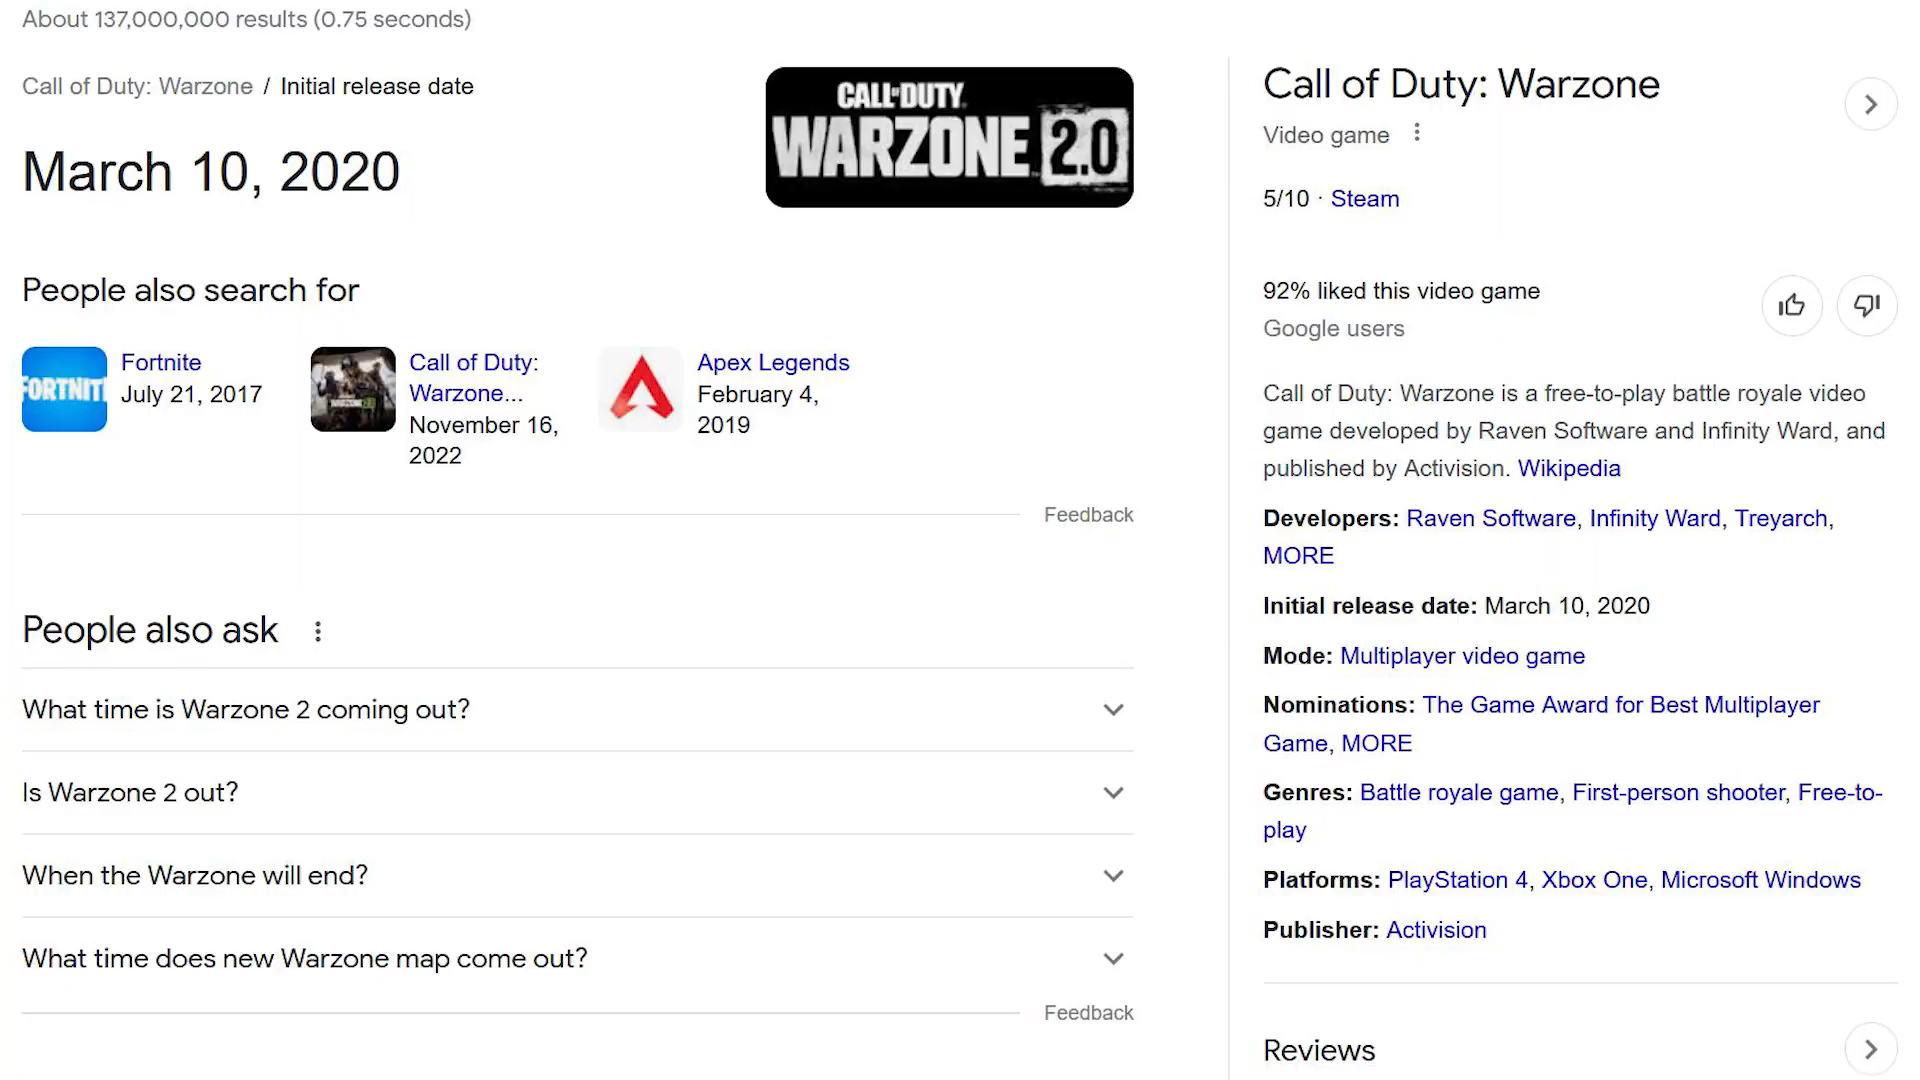 About 137,000,000 results (0.75 seconds)
Call of Duty: Warzone / Initial release date
March 10, 2020
CALL OF DUTY
WARZONE 2.0
People also search for
FORTNIT
Fortnite
July 21, 2017
Call of Duty:
Warzone...
November 16,
2022
Apex Legends
February 4,
2019
Feedback
People also ask
What time is Warzone 2 coming out?
Is Warzone 2 out?
When the Warzone will end?
What time does new Warzone map come out?
Feedback
Call of Duty: Warzone
Video game
5/10 · Steam
92% liked this video game
Google users
Call of Duty: Warzone is a free-to-play battle royale video
game developed by Raven Software and Infinity Ward, and
published by Activision. Wikipedia
Developers: Raven Software, Infinity Ward, Treyarch,
MORE
Initial release date: March 10, 2020
Mode: Multiplayer video game
Nominations: The Game Award for Best Multiplayer
Game, MORE
Genres: Battle royale game, First-person shooter, Free-to-
play
Platforms: PlayStation 4, Xbox One, Microsoft Windows
Publisher: Activision
Reviews